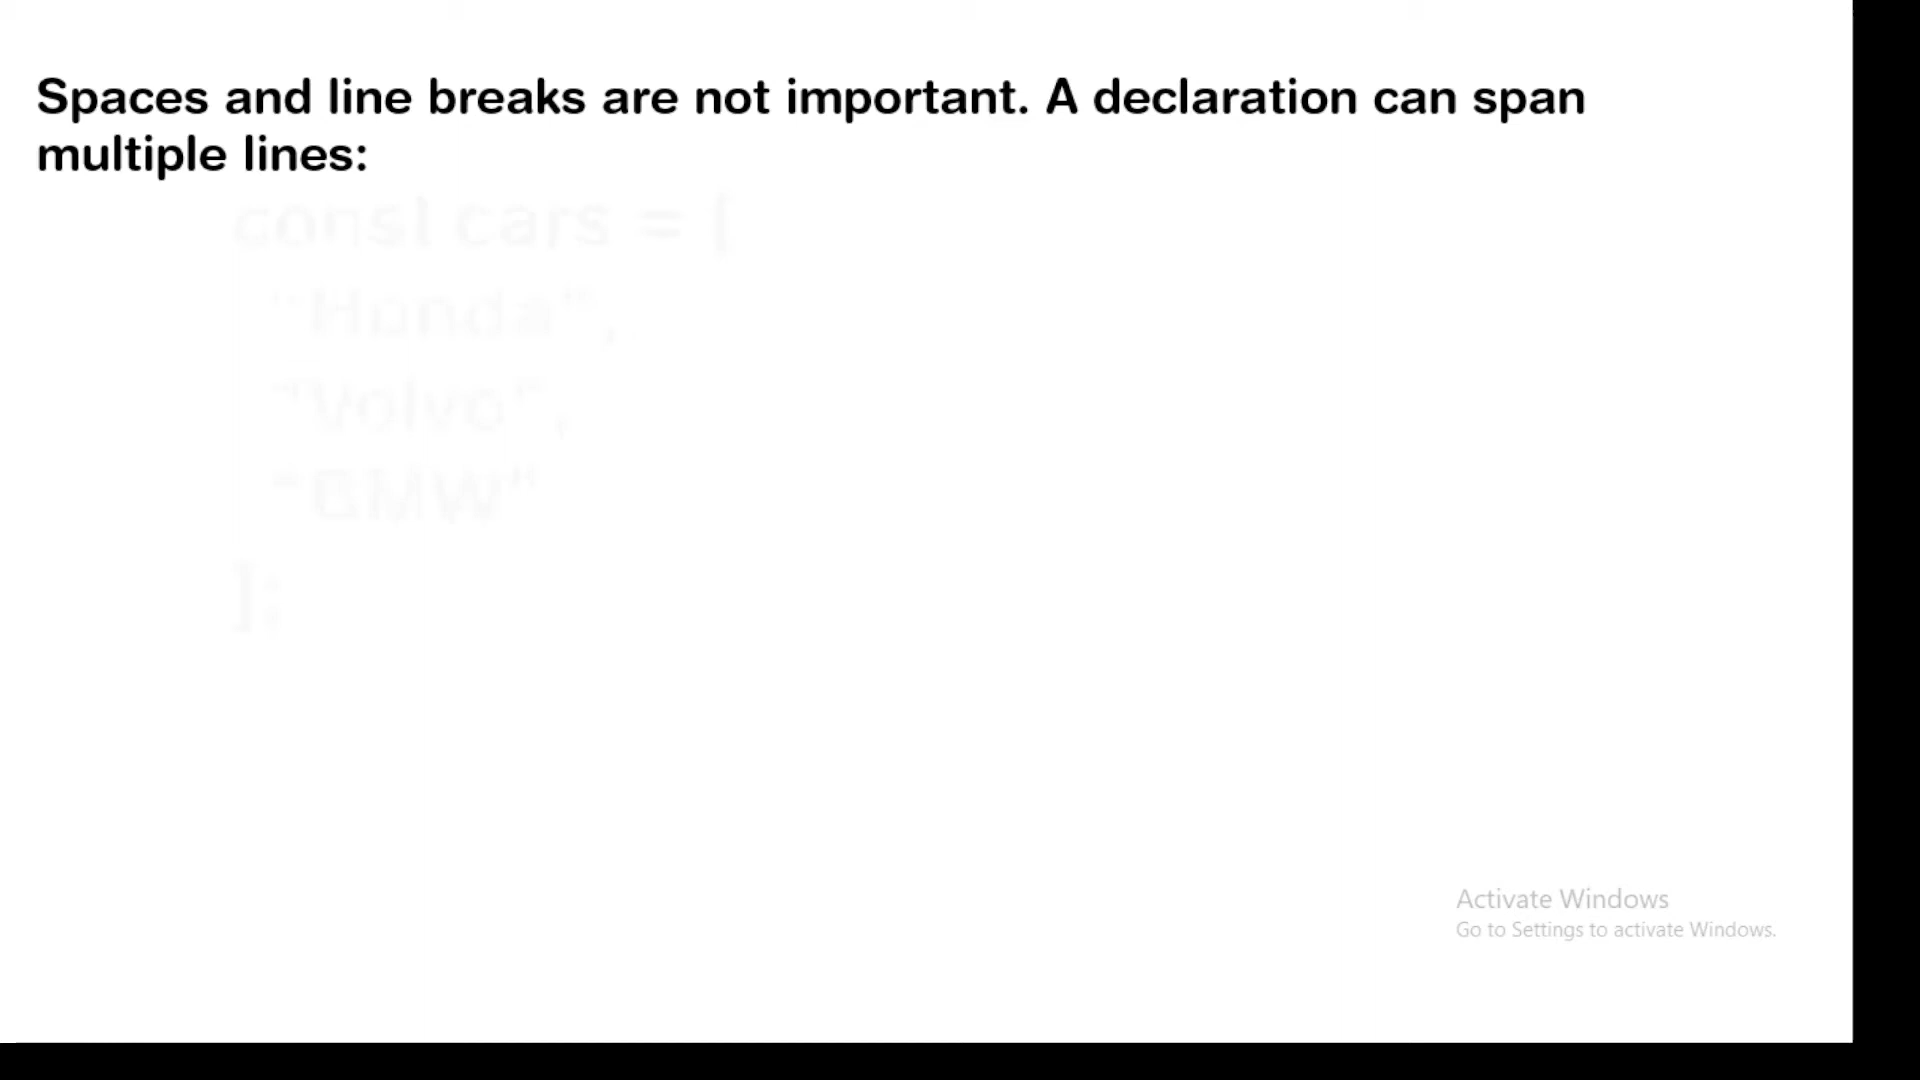 Spaces and line breaks are not important. A declaration can span
multiple lines:
const cars = [
"Honda",
"Volvo",
"BMW"
];
Activate Windows
Go to Settings to activate Windows.